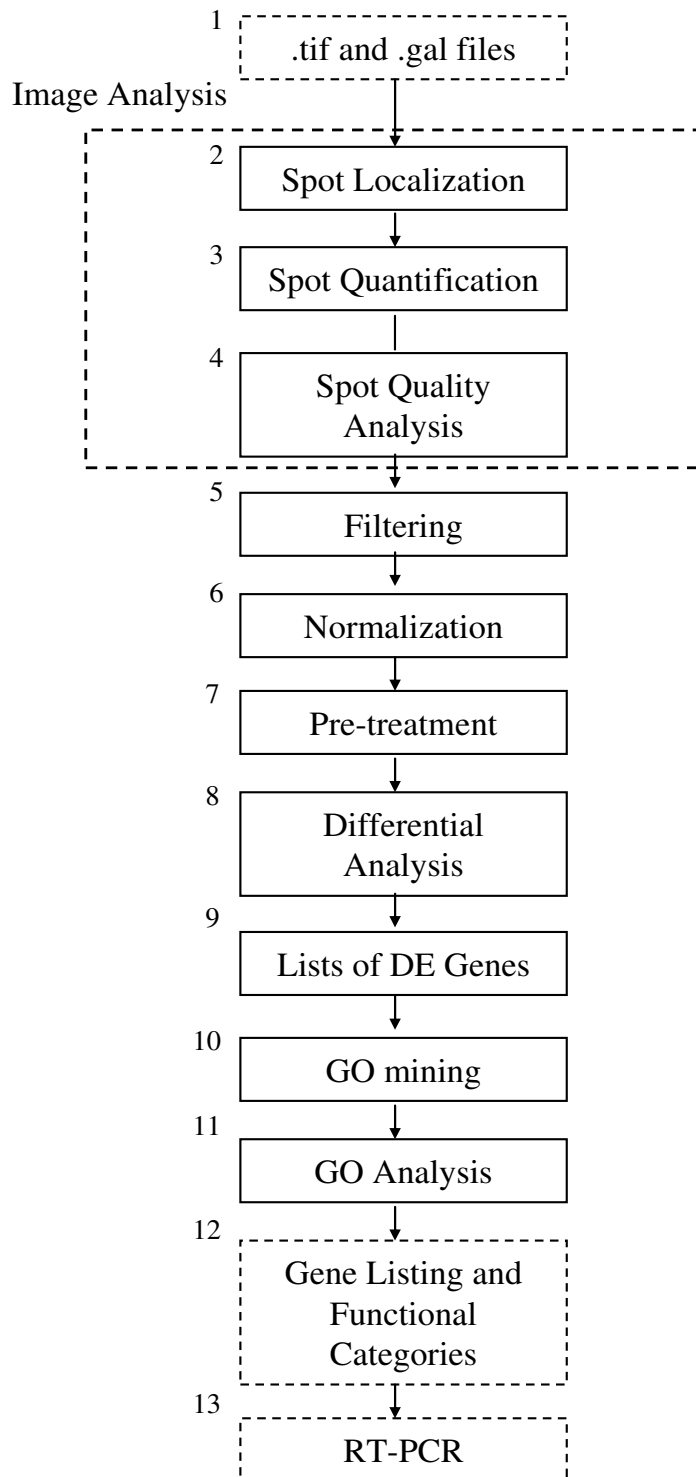 1
.tif and .gal files
Image Analysis
2
Spot Localization
3
Spot Quantification
4
Spot Quality
Analysis
5
Filtering
6
Normalization
7
Pre-treatment
8
Differential
Analysis
9
Lists of DE Genes
10
GO mining
11
GO Analysis
12
Gene Listing and
Functional
Categories
13
RT-PCR